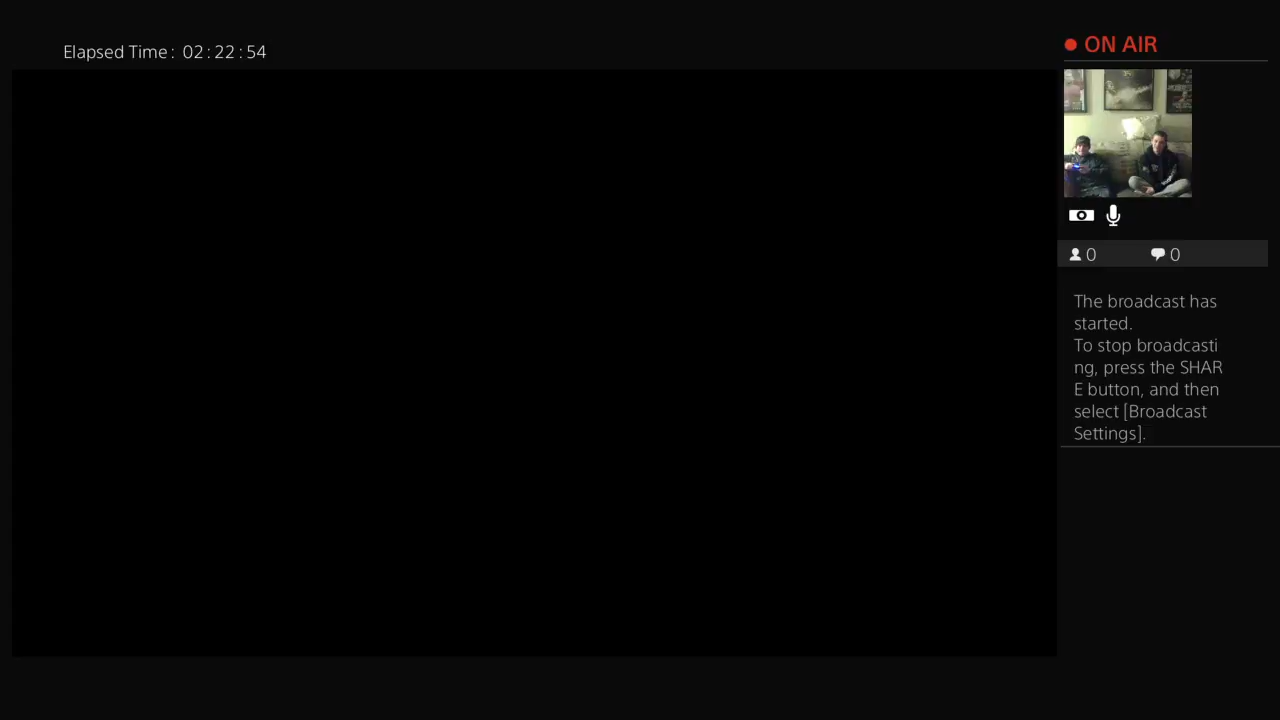 Elapsed Time: 02:22:54
ON AIR
0 0
The broadcast has
started.
To stop broadcasti
ng, press the SHAR
E button, and then
select [Broadcast
Settings].